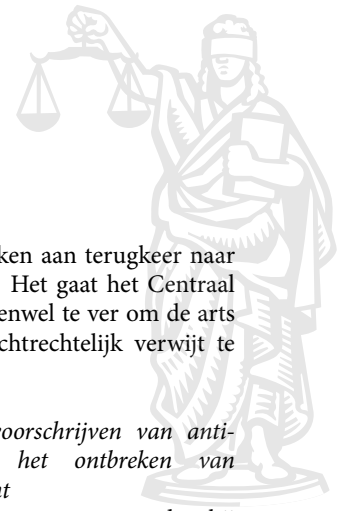 ken aan terugkeer naar
Het gaat het Centraal
enwel te ver om de arts
chtrechtelijk verwijt te
voorschrijven van anti-
het ontbreken van